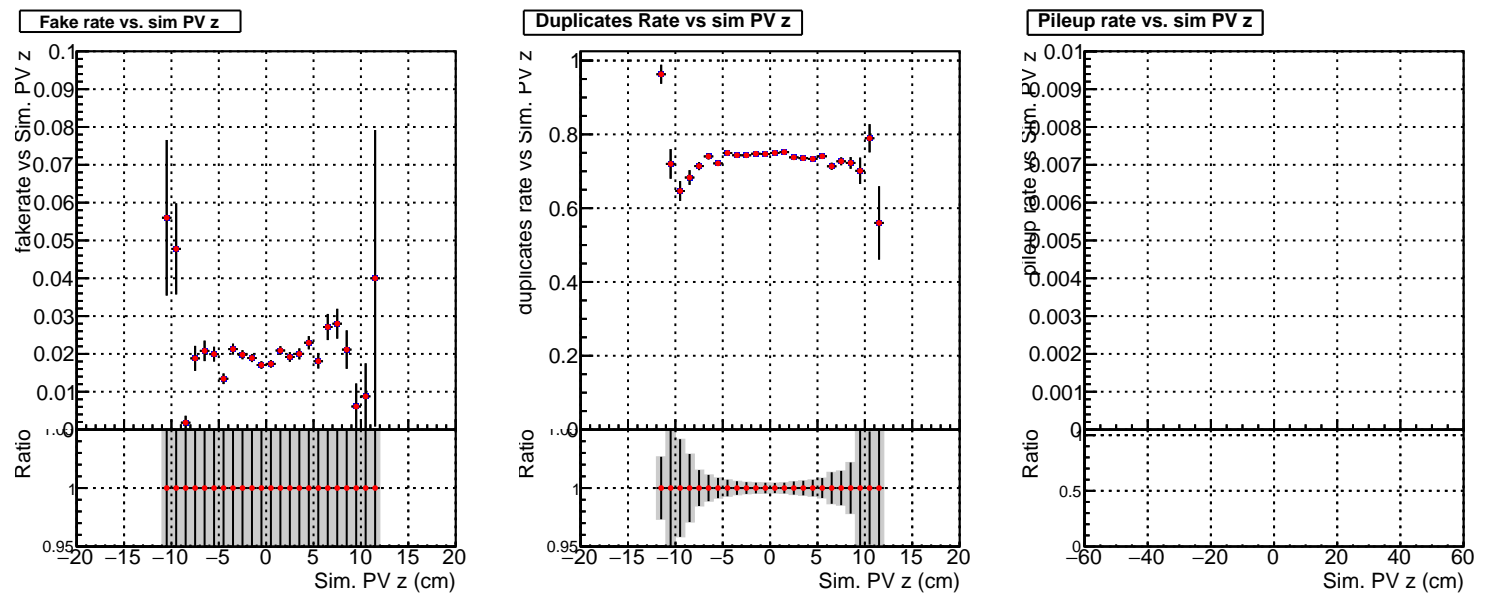 Fake rate vs. sim PV z
fakerate vs Sim. PV z
0.1
0.09
0.08
0.07
0.06
0.05
0.04
0.03
0.02
0.01
0
Ratio
1
0.95
−20 −15 −10 −5 0 5 10 15 20
Sim. PV z (cm)
Duplicates Rate vs sim PV z
duplicates rate vs Sim. PV z
1
0.8
0.6
0.4
0.2
0
Ratio
1
0.95
−20 −15 −10 −5 0 5 10 15 20
Sim. PV z (cm)
Pileup rate vs. sim PV z
pileup rate vs Sim. PV z
0.01
0.009
0.008
0.007
0.006
0.005
0.004
0.003
0.002
0.001
0
Ratio
1
0.5
0
−60 −40 −20 0 20 40 60
Sim. PV z (cm)